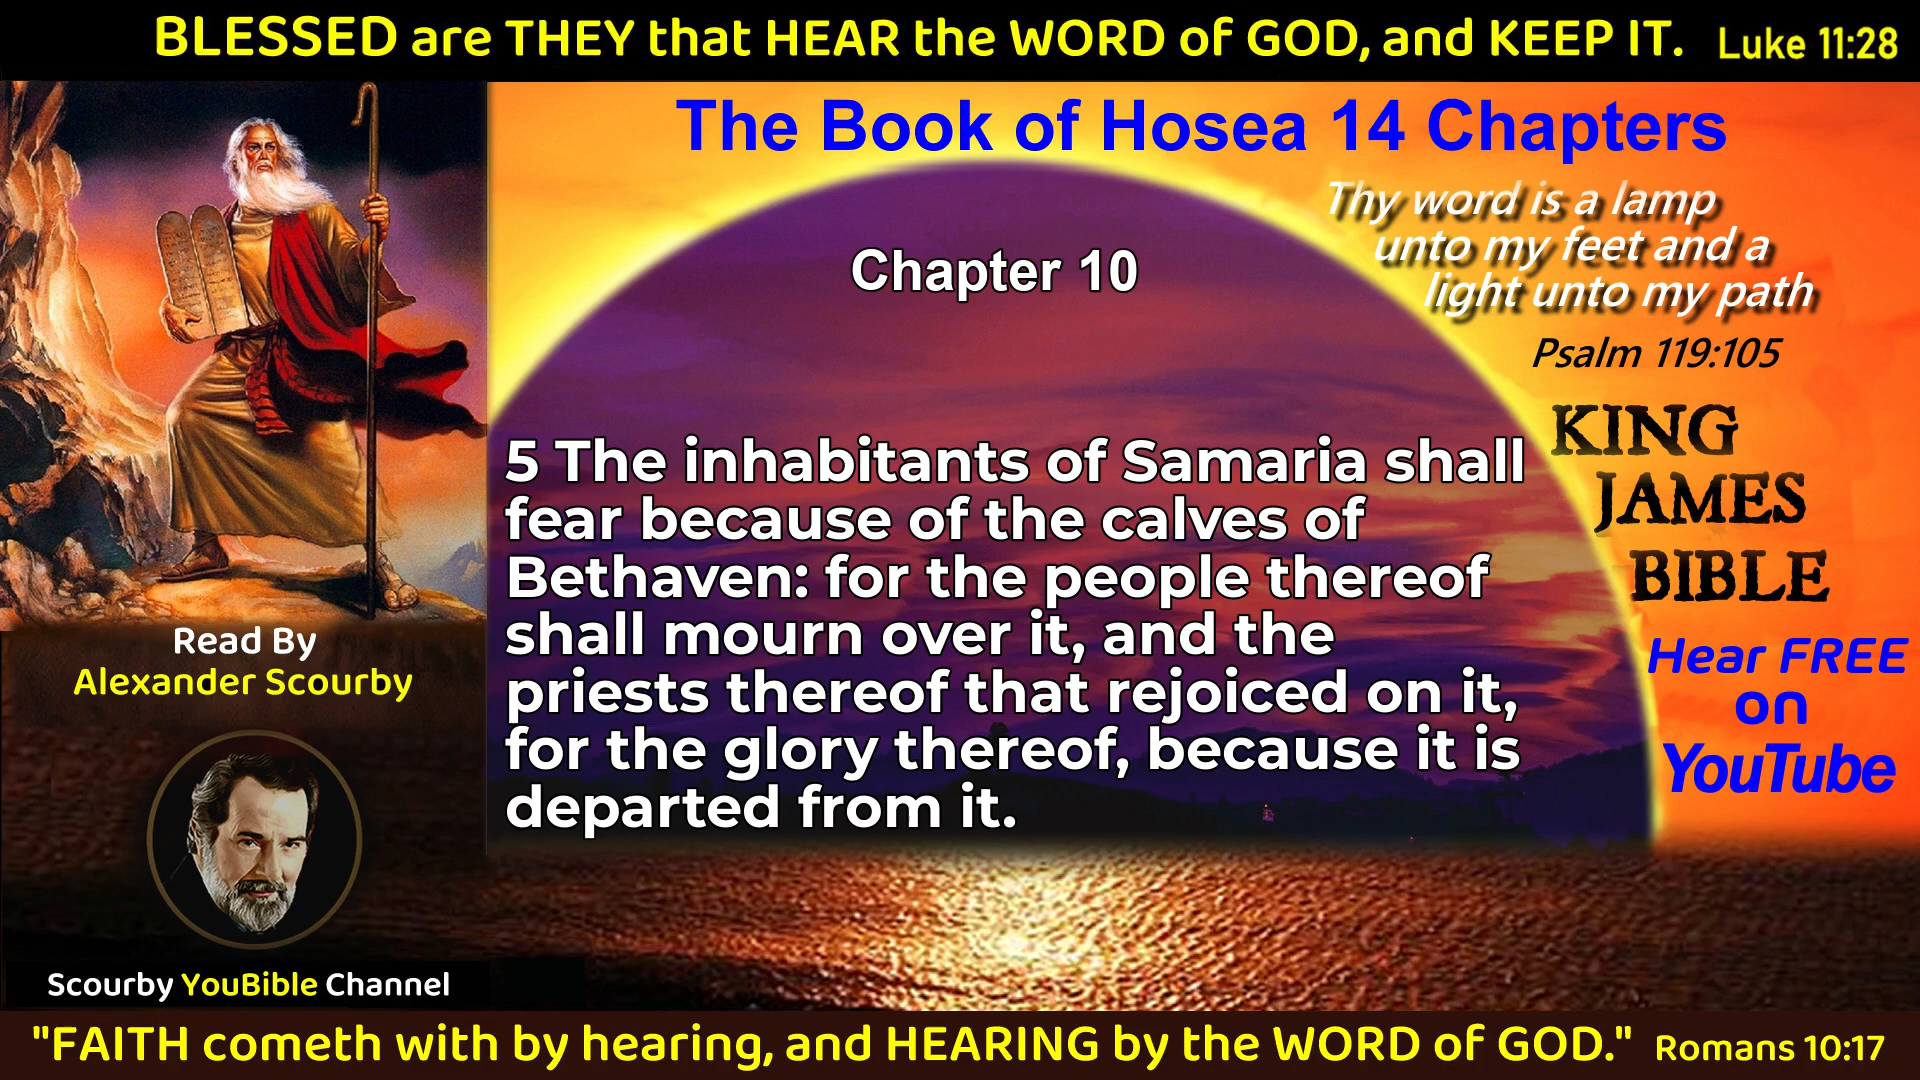 BLESSED are THEY that HEAR the WORD of GOD, and KEEP IT. Luke 11:28
The Book of Hosea 14 Chapters
Thy word is a lamp
unto my feet and a
light unto my path
Psalm 119:105
Chapter 10
KING
JAMES
BIBLE
5 The inhabitants of Samaria shall
fear because of the calves of
Bethaven: for the people thereof
shall mourn over it, and the
priests thereof that rejoiced on it,
for the glory thereof, because it is
departed from it.
Hear FREE
on
YouTube
Read By
Alexander Scourby
Scourby YouBible Channel
"FAITH cometh with by hearing, and HEARING by the WORD of GOD." Romans 10:17